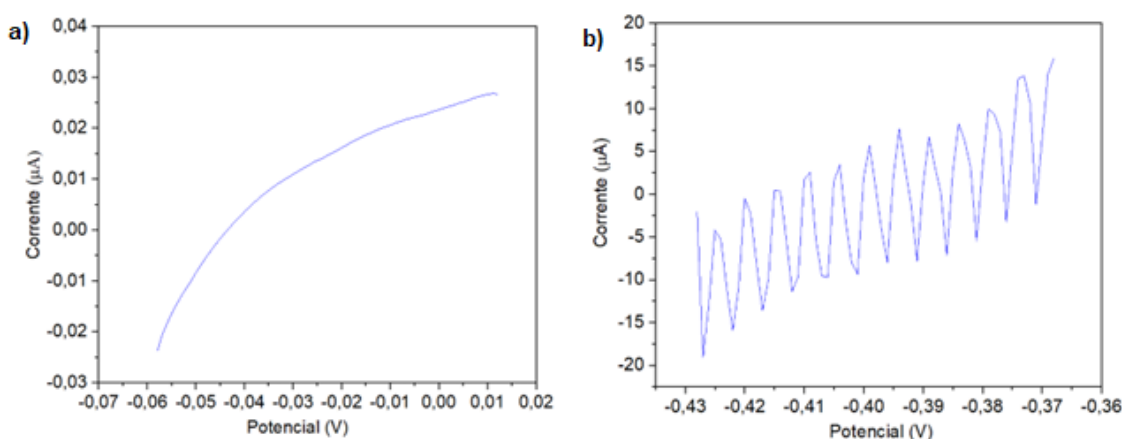 a)
0,04
0,03
0,02
0,01
0,00
-0,01
-0,02
-0,03
Corrente (μA)
-0,07 -0,06 -0,05 -0,04 -0,03 -0,02 -0,01 0,00 0,01 0,02
Potencial (V)
b)
20
15
10
5
0
-5
-10
-15
-20
Corrente (μA)
-0,43 -0,42 -0,41 -0,40 -0,39 -0,38 -0,37 -0,36
Potencial (V)